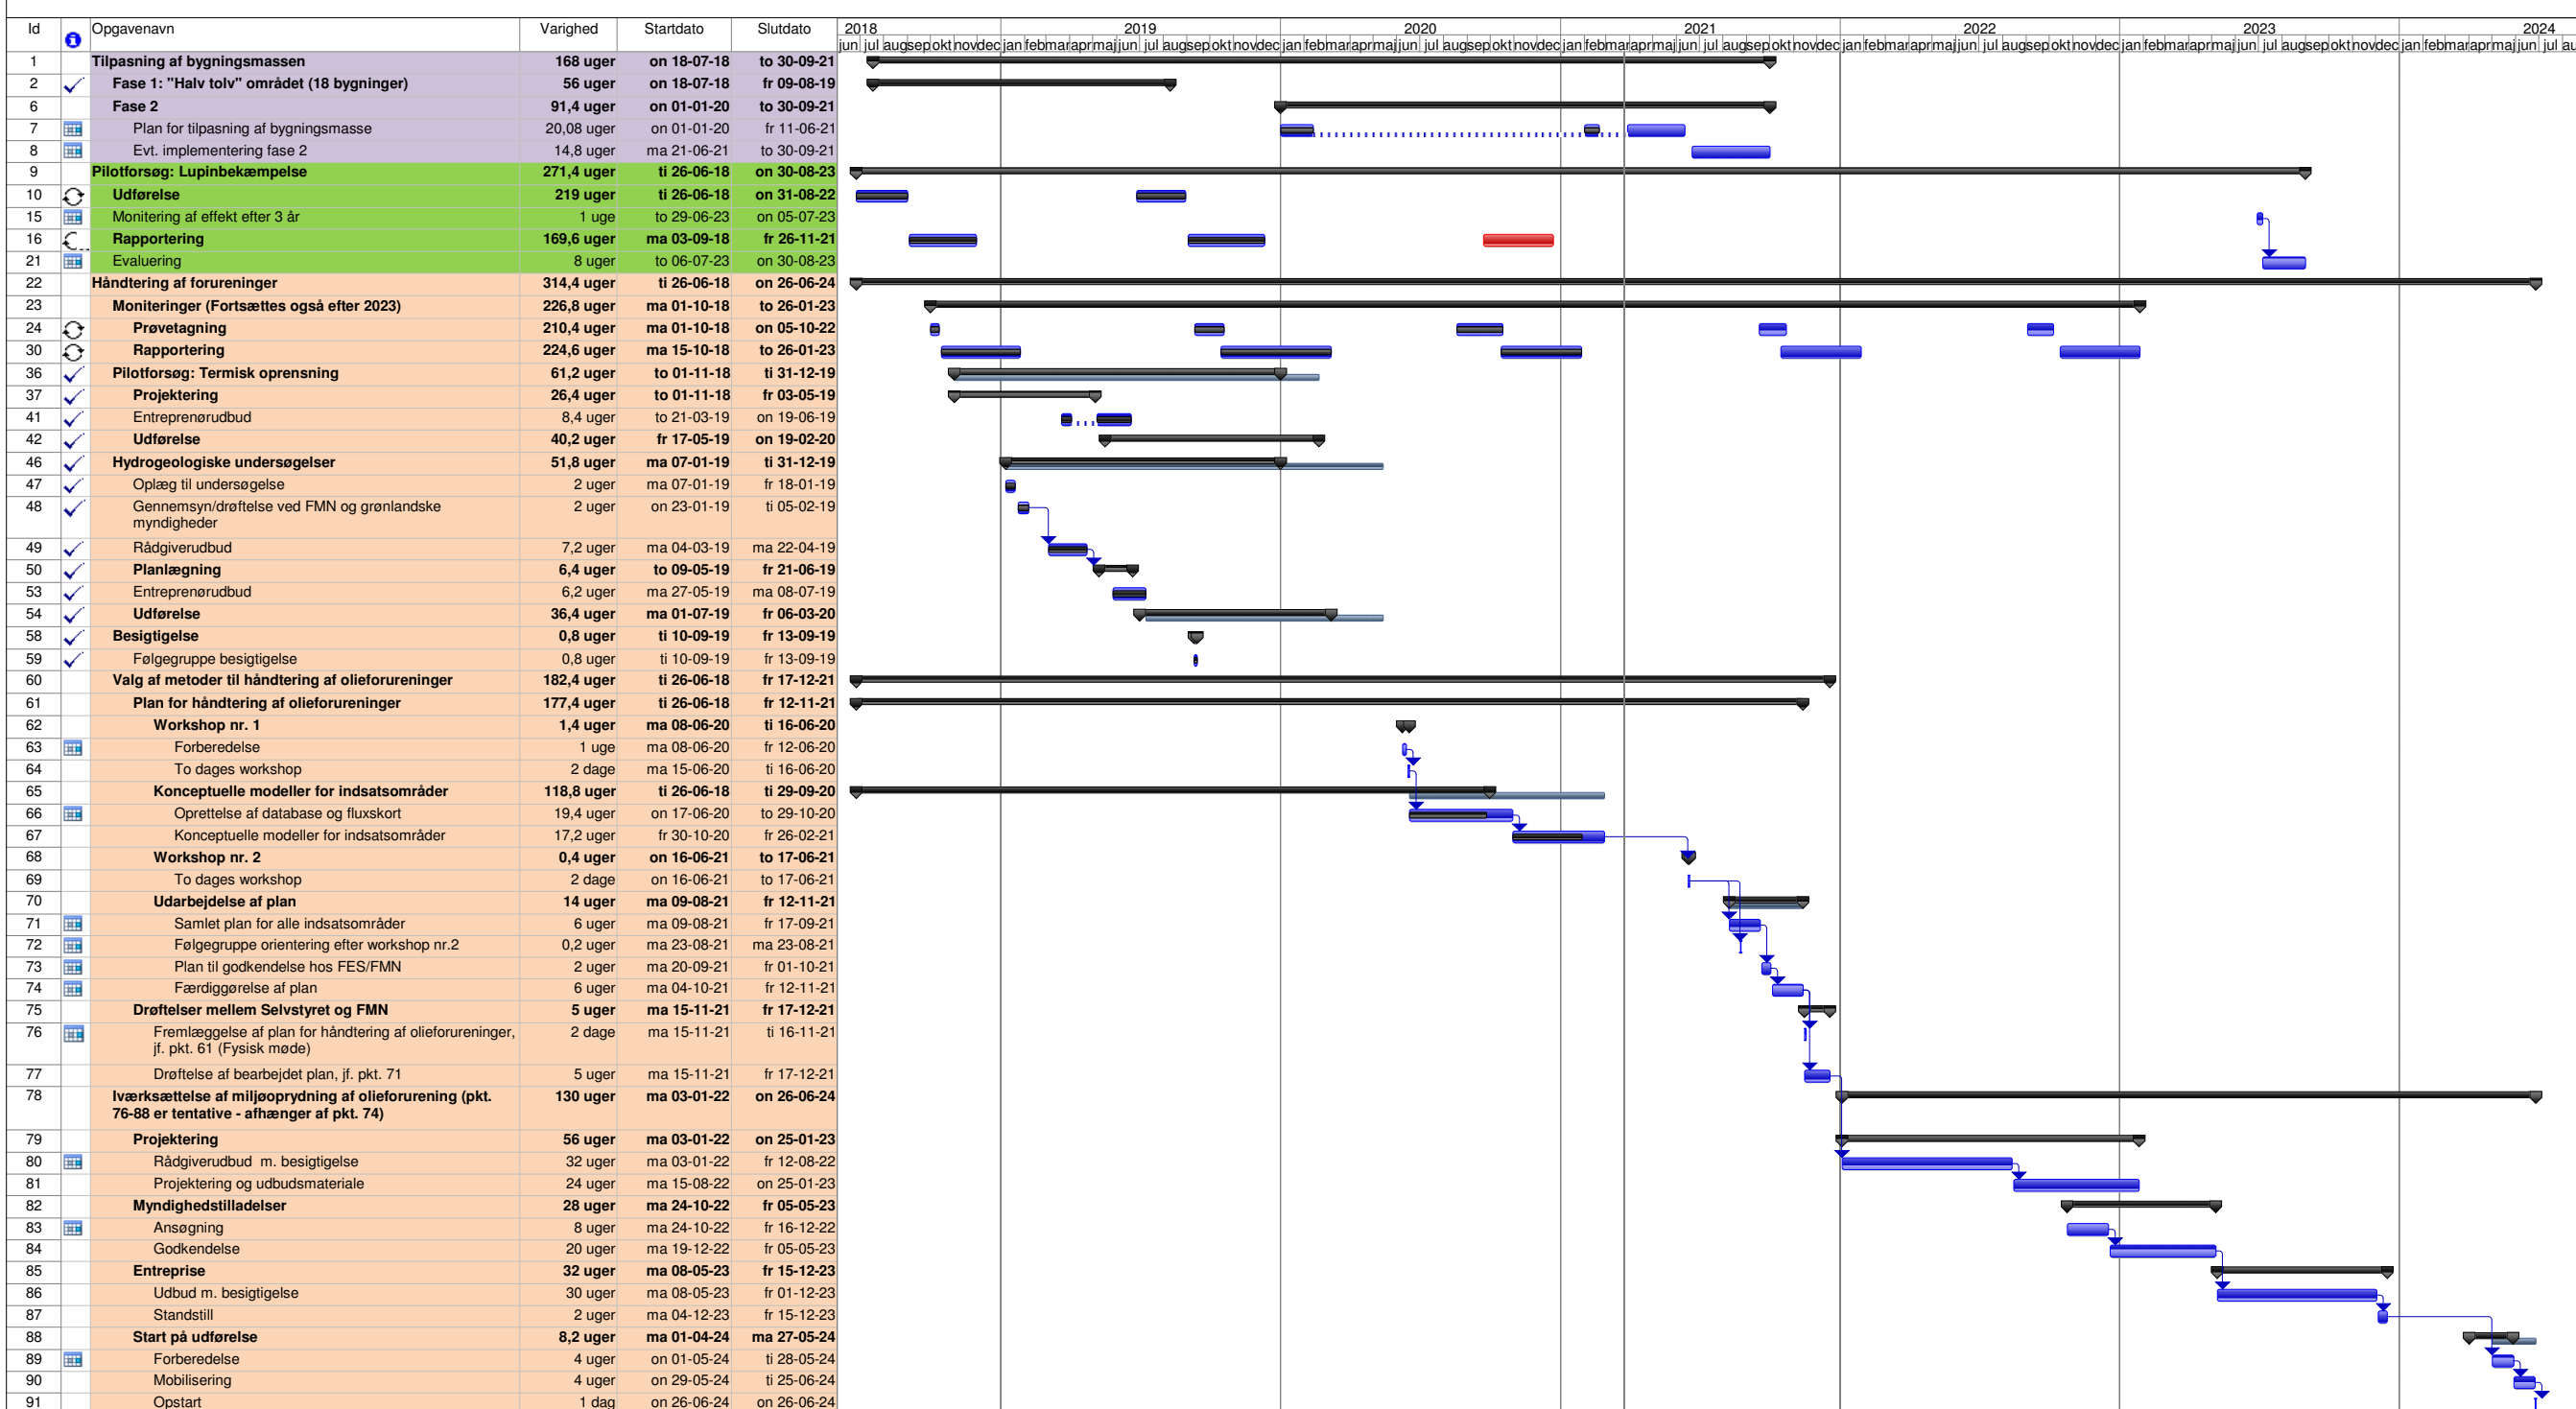 Id Opgavenavn Varighed Startdato Slutdato 2018 2019 2020 2021 2022 2023 2024
jun jul aug sep okt nov dec jan feb mar apr maj jun jul aug sep okt nov dec jan feb mar apr maj jun jul aug sep okt nov dec jan feb mar apr maj jun jul aug sep okt nov dec jan feb mar apr maj jun jul aug sep okt nov dec jan feb mar apr maj jun jul aug sep okt nov dec jan feb mar apr maj jun jul au
1 Tilpasning af bygningsmassen 168 uger on 18-07-18 to 30-09-21
2 Fase 1: "Halv tolv" området (18 bygninger) 56 uger on 18-07-18 fr 09-08-19
6 Fase 2 91,4 uger on 01-01-20 to 30-09-21
7 Plan for tilpasning af bygningsmasse 20,08 uger on 01-01-20 fr 11-06-21
8 Evt. implementering fase 2 14,8 uger ma 21-06-21 to 30-09-21
9 Pilotforsøg: Lupinbekæmpelse 271,4 uger ti 26-06-18 on 30-08-23
10 Udførelse 219 uger ti 26-06-18 on 31-08-22
15 Monitering af effekt efter 3 år 1 uge to 29-06-23 on 05-07-23
16 Rapportering 169,6 uger ma 03-09-18 fr 26-11-21
21 Evaluering 8 uger to 06-07-23 on 30-08-23
22 Håndtering af forureninger 314,4 uger ti 26-06-18 on 26-06-24
23 Moniteringer (Fortsættes også efter 2023) 226,8 uger ma 01-10-18 to 26-01-23
24 Prøvetagning 210,4 uger ma 01-10-18 on 05-10-22
30 Rapportering 224,6 uger ma 15-10-18 to 26-01-23
36 Pilotforsøg: Termisk oprensning 61,2 uger to 01-11-18 ti 31-12-19
37 Projektering 26,4 uger to 01-11-18 fr 03-05-19
41 Entreprenørudbud 8,4 uger to 21-03-19 on 19-06-19
42 Udførelse 40,2 uger fr 17-05-19 on 19-02-20
46 Hydrogeologiske undersøgelser 51,8 uger ma 07-01-19 ti 31-12-19
47 Oplæg til undersøgelse 2 uger ma 07-01-19 fr 18-01-19
48 Gennemsyn/drøftelse ved FMN og grønlandske 2 uger on 23-01-19 ti 05-02-19
myndigheder
49 Rådgiverudbud 7,2 uger ma 04-03-19 ma 22-04-19
50 Planlægning 6,4 uger to 09-05-19 fr 21-06-19
53 Entreprenørudbud 6,2 uger ma 27-05-19 ma 08-07-19
54 Udførelse 36,4 uger ma 01-07-19 fr 06-03-20
58 Besigtigelse 0,8 uger ti 10-09-19 fr 13-09-19
59 Følgegruppe besigtigelse 0,8 uger ti 10-09-19 fr 13-09-19
60 Valg af metoder til håndtering af olieforureninger 182,4 uger ti 26-06-18 fr 17-12-21
61 Plan for håndtering af olieforureninger 177,4 uger ti 26-06-18 fr 12-11-21
62 Workshop nr. 1 1,4 uger ma 08-06-20 ti 16-06-20
63 Forberedelse 1 uge ma 08-06-20 fr 12-06-20
64 To dages workshop 2 dage ma 15-06-20 ti 16-06-20
65 Konceptuelle modeller for indsatsområder 118,8 uger ti 26-06-18 ti 29-09-20
66 Oprettelse af database og fluxskort 19,4 uger on 17-06-20 to 29-10-20
67 Konceptuelle modeller for indsatsområder 17,2 uger fr 30-10-20 fr 26-02-21
68 Workshop nr. 2 0,4 uger on 16-06-21 to 17-06-21
69 To dages workshop 2 dage on 16-06-21 to 17-06-21
70 Udarbejdelse af plan 14 uger ma 09-08-21 fr 12-11-21
71 Samlet plan for alle indsatsområder 6 uger ma 09-08-21 fr 17-09-21
72 Følgegruppe orientering efter workshop nr.2 0,2 uger ma 23-08-21 ma 23-08-21
73 Plan til godkendelse hos FES/FMN 2 uger ma 20-09-21 fr 01-10-21
74 Færdiggørelse af plan 6 uger ma 04-10-21 fr 12-11-21
75 Drøftelser mellem Selvstyret og FMN 5 uger ma 15-11-21 fr 17-12-21
76 Fremlæggelse af plan for håndtering af olieforureninger, 2 dage ma 15-11-21 ti 16-11-21
jf. pkt. 61 (Fysisk møde)
77 Drøftelse af bearbejdet plan, jf. pkt. 71 5 uger ma 15-11-21 fr 17-12-21
78 Iværksættelse af miljøoprydning af olieforurening (pkt. 130 uger ma 03-01-22 on 26-06-24
76-88 er tentative - afhænger af pkt. 74)
79 Projektering 56 uger ma 03-01-22 on 25-01-23
80 Rådgiverudbud m. besigtigelse 32 uger ma 03-01-22 fr 12-08-22
81 Projektering og udbudsmateriale 24 uger ma 15-08-22 on 25-01-23
82 Myndighedstilladelser 28 uger ma 24-10-22 fr 05-05-23
83 Ansøgning 8 uger ma 24-10-22 fr 16-12-22
84 Godkendelse 20 uger ma 19-12-22 fr 05-05-23
85 Entreprise 32 uger ma 08-05-23 fr 15-12-23
86 Udbud m. besigtigelse 30 uger ma 08-05-23 fr 01-12-23
87 Standstill 2 uger ma 04-12-23 fr 15-12-23
88 Start på udførelse 8,2 uger ma 01-04-24 ma 27-05-24
89 Forberedelse 4 uger on 01-05-24 ti 28-05-24
90 Mobilisering 4 uger on 29-05-24 ti 25-06-24
91 Opstart 1 dag on 26-06-24 on 26-06-24